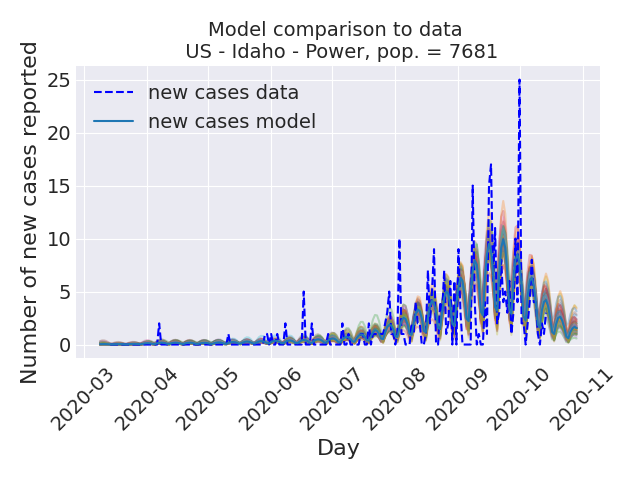 Model comparison to data
US - Idaho - Power, pop. = 7681
Number of new cases reported
25
20
15
10
5
0
new cases data
new cases model
2020-03
2020-04
2020-05
2020-06
2020-07
2020-08
2020-09
2020-10
2020-11
Day